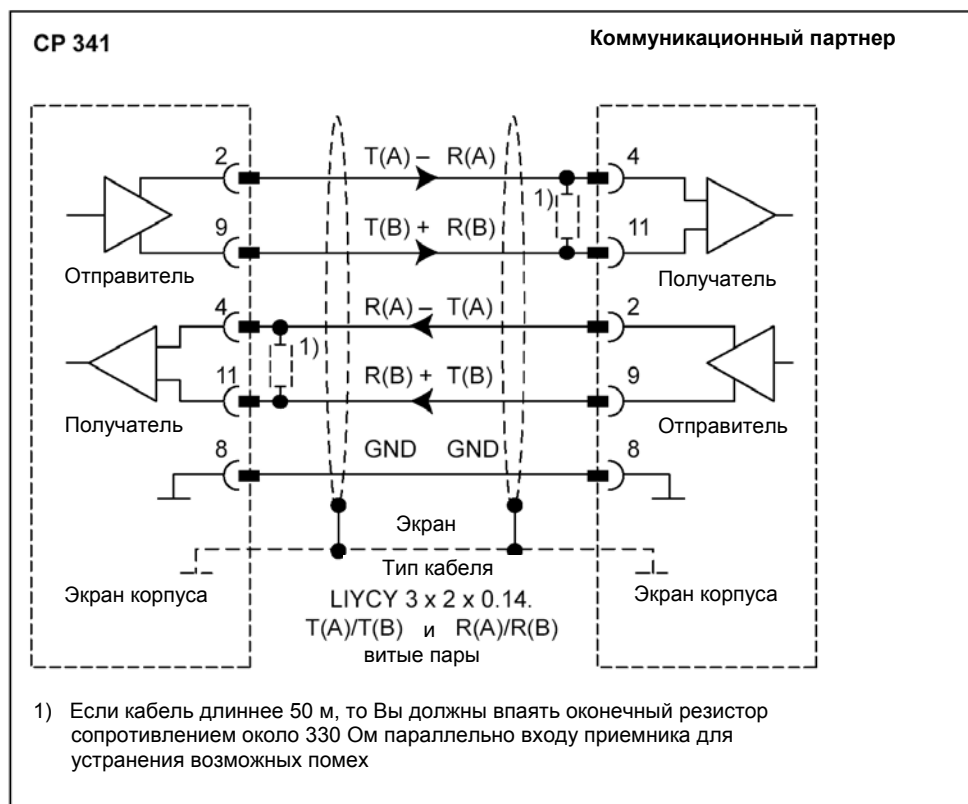 CP 341
Коммуникационный партнер
2
T(A) – R(A)
4
1)
9
T(B) + R(B)
11
Отправитель
Получатель
4
R(A) – T(A)
2
1)
11
R(B) + T(B)
9
Получатель
Отправитель
8
GND GND
8
Экран
Тип кабеля
Экран корпуса
LIYCY 3 x 2 x 0.14.
Экран корпуса
T(A)/T(B) и R(A)/R(B)
витые пары
1) Если кабель длиннее 50 м, то Вы должны впаять оконечный резистор
сопротивлением около 330 Ом параллельно входу приемника для
устранения возможных помех